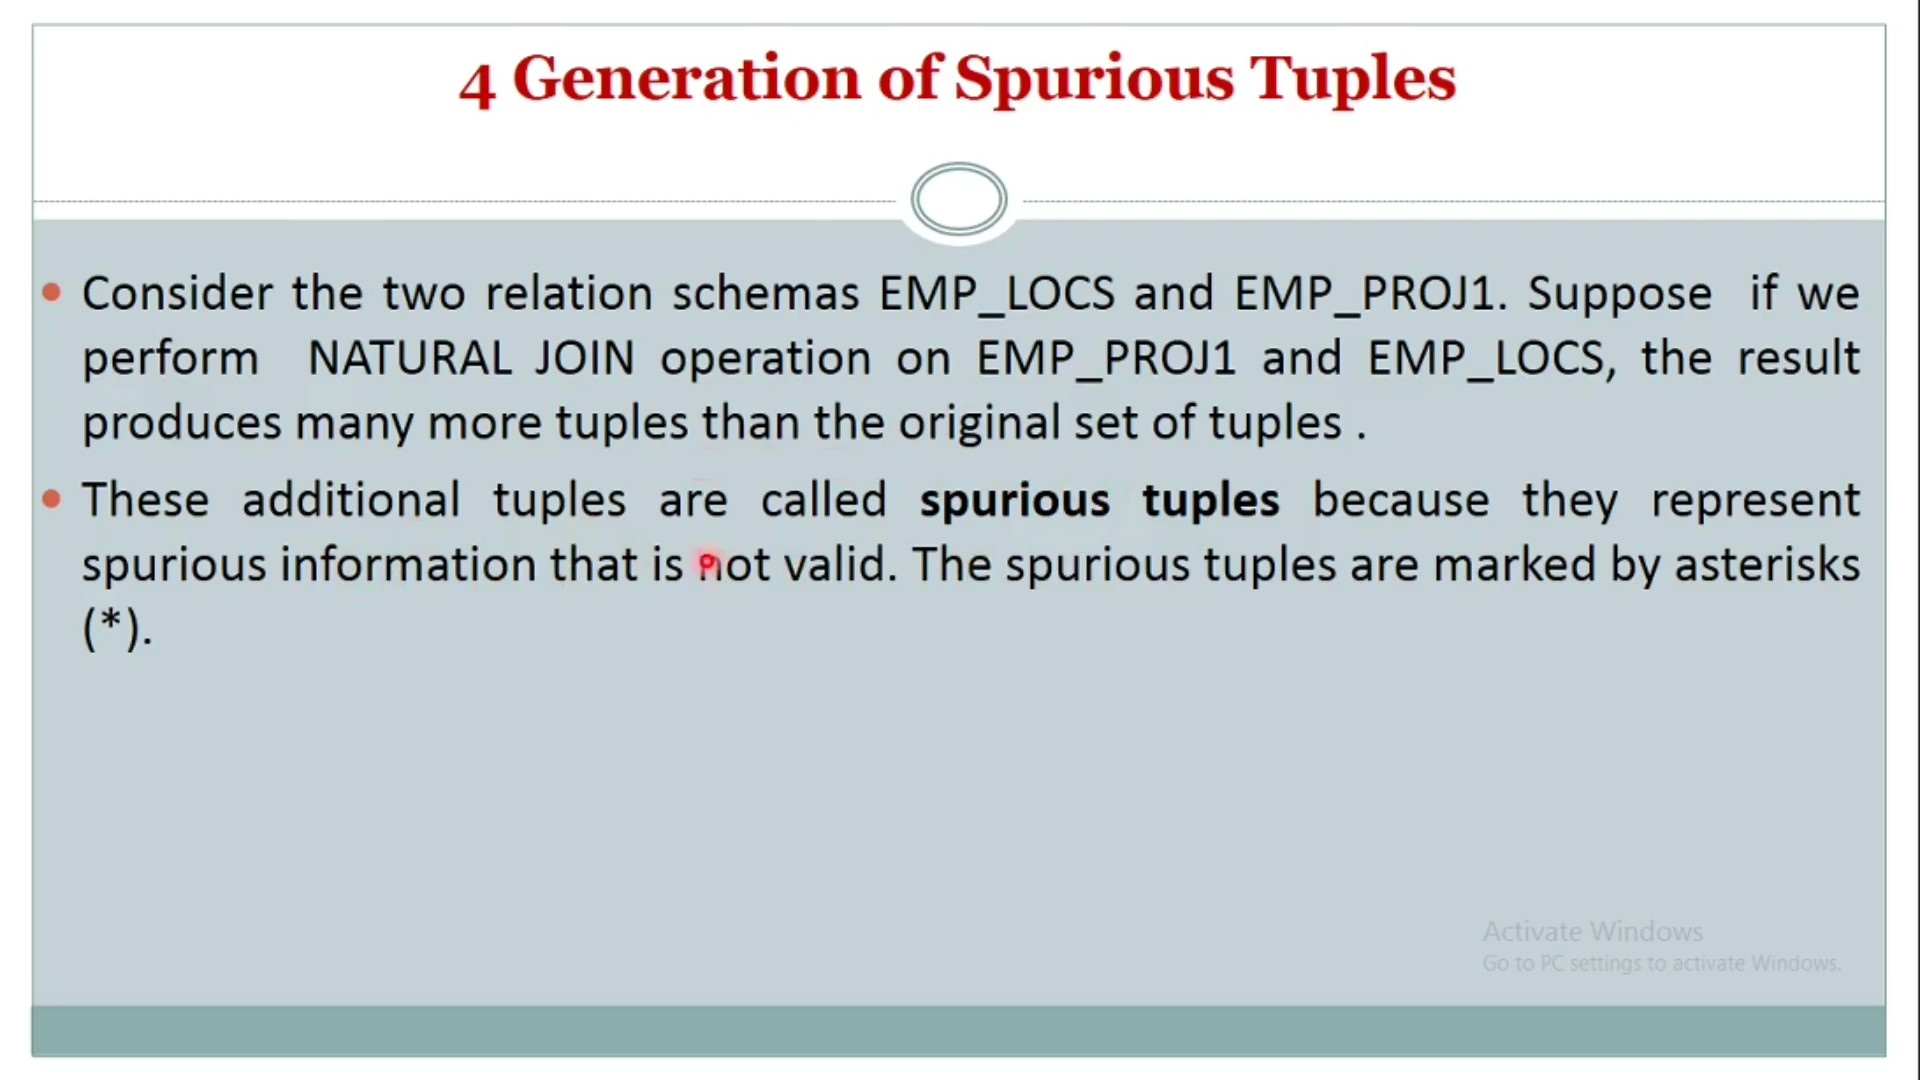 4 Generation of Spurious Tuples
• Consider the two relation schemas EMP_LOCS and EMP_PROJ1. Suppose if we
perform NATURAL JOIN operation on EMP_PROJ1 and EMP_LOCS, the result
produces many more tuples than the original set of tuples .
• These additional tuples are called spurious tuples because they represent
spurious information that is not valid. The spurious tuples are marked by asterisks
(*).
Activate Windows
Go to PC settings to activate Windows.